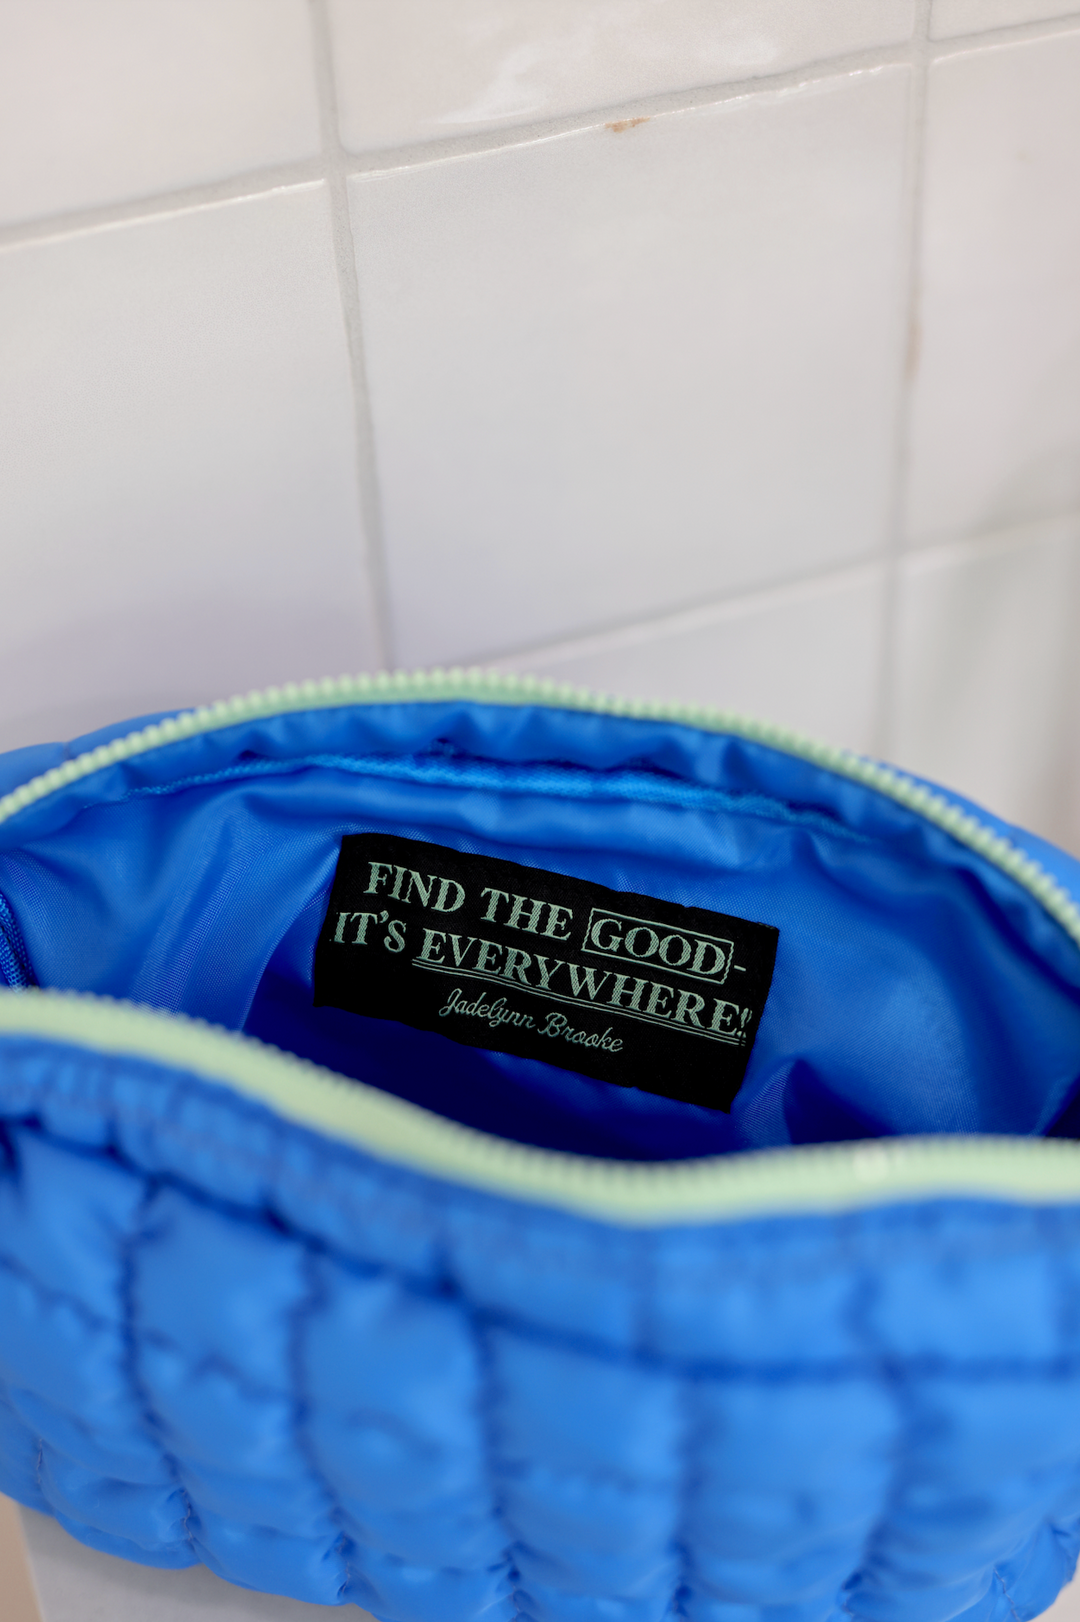 FIND THE GOOD-
IT'S EVERYWHERE!
Jadelynn Brooke